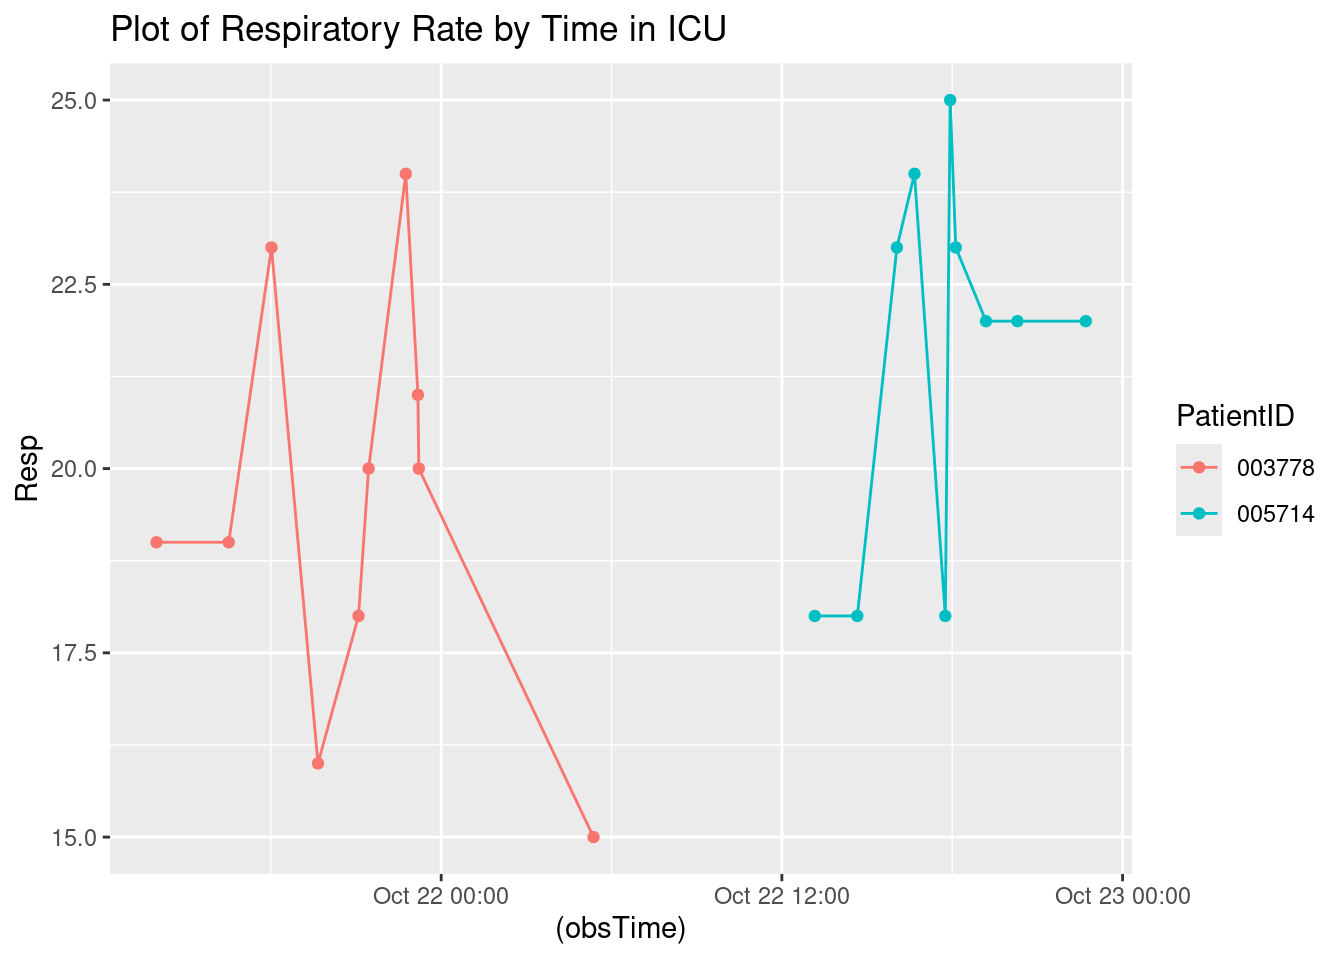 Plot of Respiratory Rate by Time in ICU
25.0
22.5
20.0
17.5
15.0
Resp
Oct 22 00:00
Oct 22 12:00
Oct 23 00:00
(obsTime)
PatientID
003778
005714